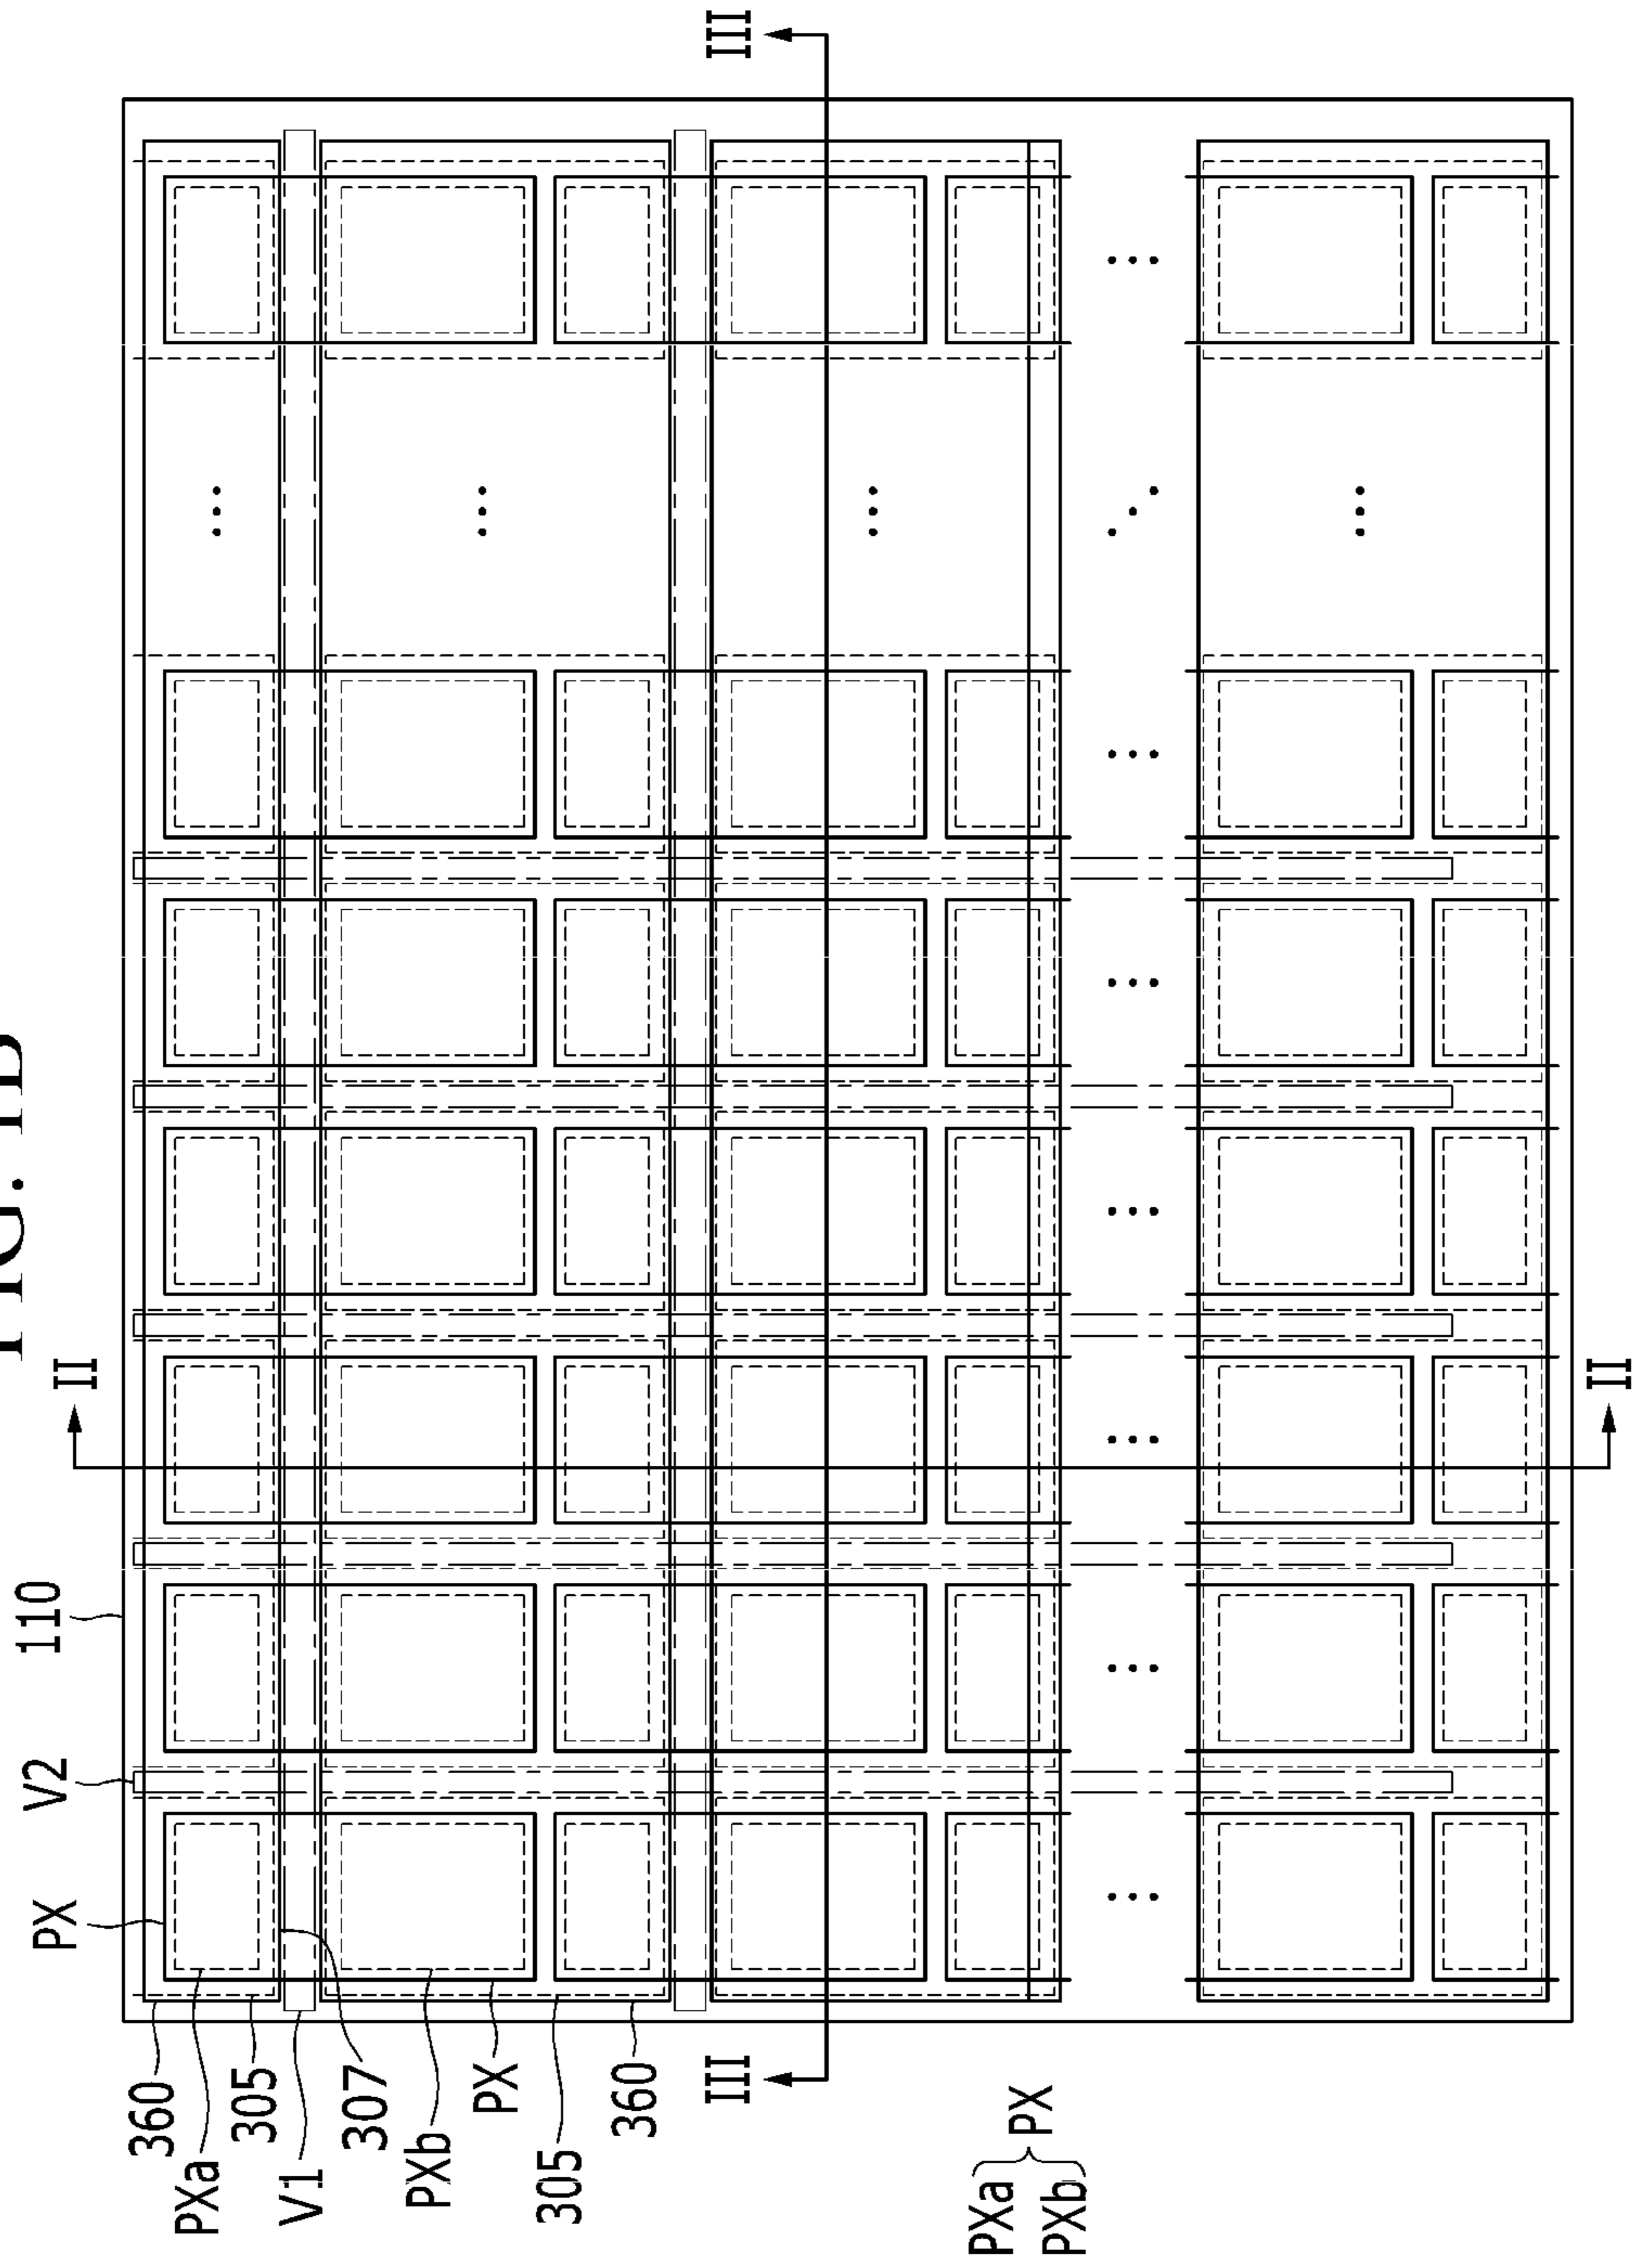 FIG. 1B
PX V2 110 II
360
PXa
305
V1
307
PXb
PX
305
360
III III
PXa
PXb
PX
II